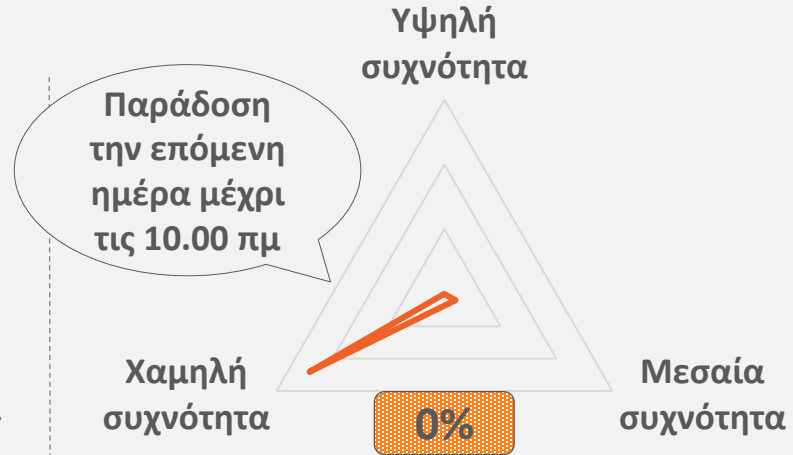 Υψηλή
συχνότητα
Παράδοση
την επόμενη
ημέρα μέχρι
τις 10.00 πμ
Χαμηλή
συχνότητα
Μεσαία
συχνότητα
0%